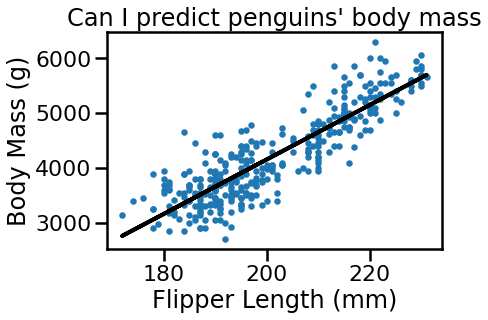 Can I predict penguins' body mass
6000
5000
4000
3000
Body Mass (g)
180
200
220
Flipper Length (mm)